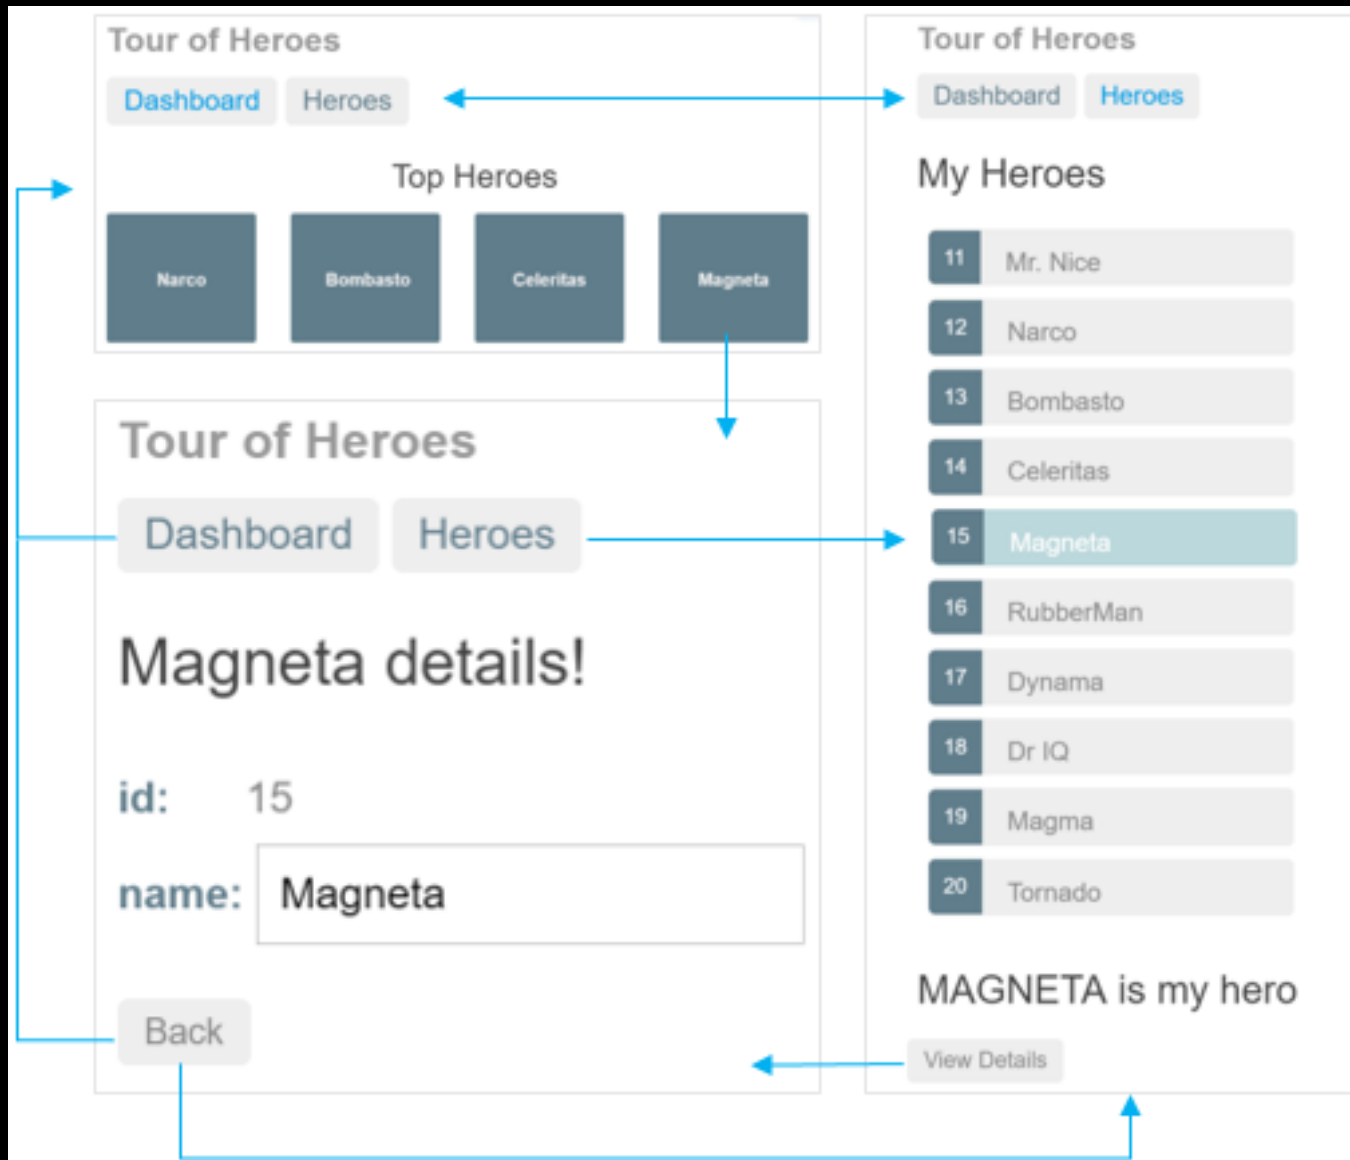 Tour of Heroes
Dashboard Heroes
Top Heroes
Narco Bombasto Celeritas Magneta
Tour of Heroes
Dashboard Heroes
Magneta details!
id: 15
name: Magneta
Back
Tour of Heroes
Dashboard Heroes
My Heroes
11 Mr. Nice
12 Narco
13 Bombasto
14 Celeritas
15 Magneta
16 RubberMan
17 Dynama
18 Dr IQ
19 Magma
20 Tornado
MAGNETA is my hero
View Details